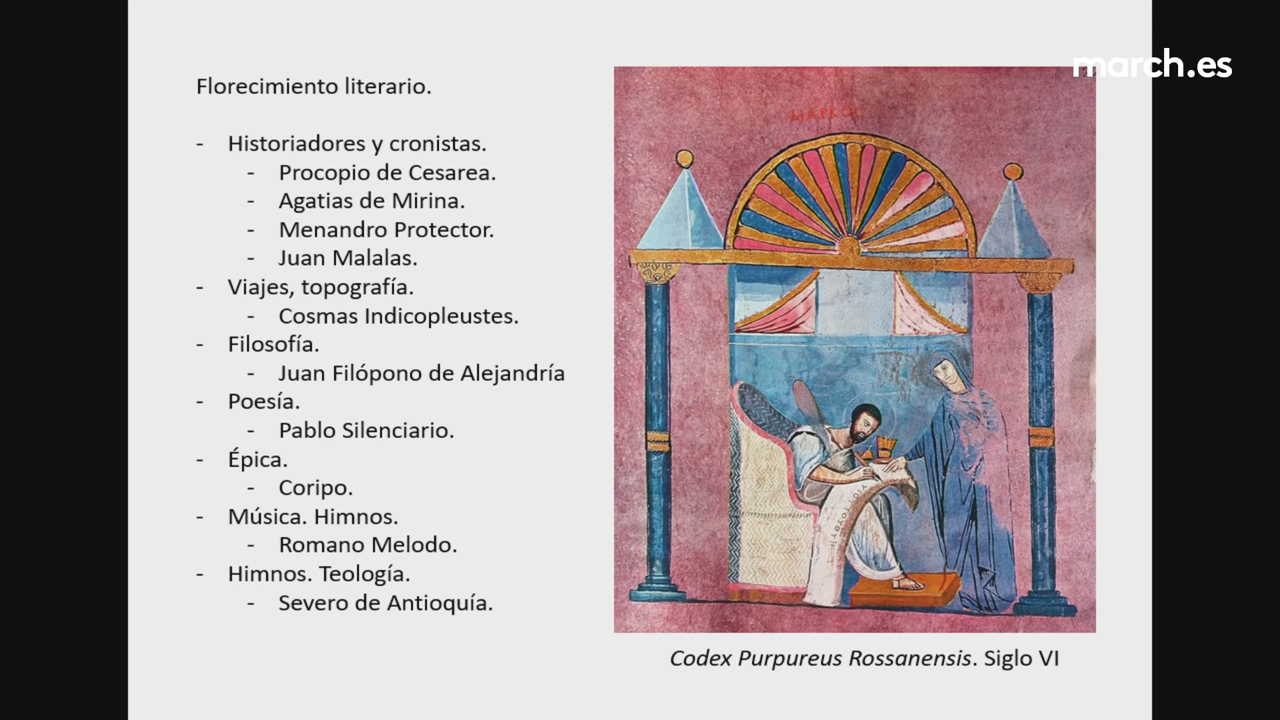 march.es
Florecimiento literario.
- Historiadores y cronistas.
- Procopio de Cesarea.
- Agatias de Mirina.
- Menandro Protector.
- Juan Malalas.
- Viajes, topografía.
- Cosmas Indicopleustes.
- Filosofía.
- Juan Filópono de Alejandría
- Poesía.
- Pablo Silenciario.
- Épica.
- Coripo.
- Música. Himnos.
- Romano Melodo.
- Himnos. Teología.
- Severo de Antioquía.
Codex Purpureus Rossanensis. Siglo VI